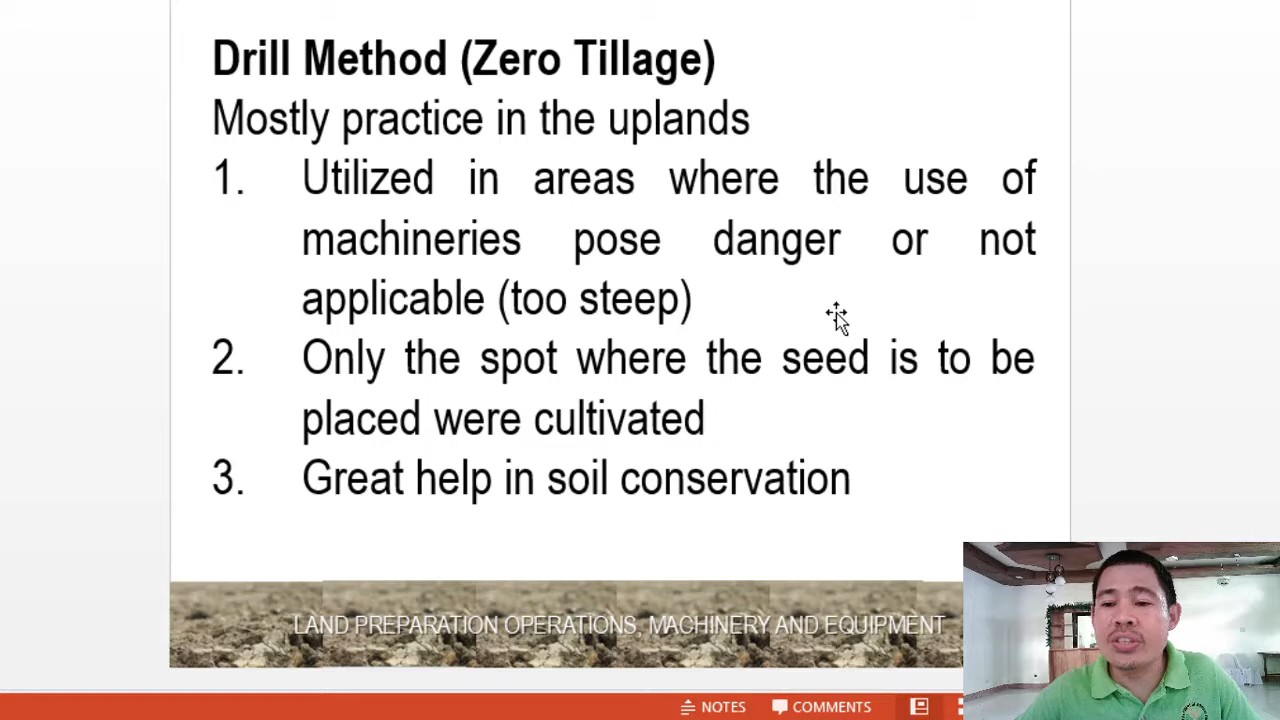 Drill Method (Zero Tillage)
Mostly practice in the uplands
1. Utilized in areas where the use of
machineries pose danger or not
applicable (too steep)
2. Only the spot where the seed is to be
placed were cultivated
3. Great help in soil conservation
LAND PREPARATION OPERATIONS, MACHINERY AND EQUIPMENT
NOTES COMMENTS